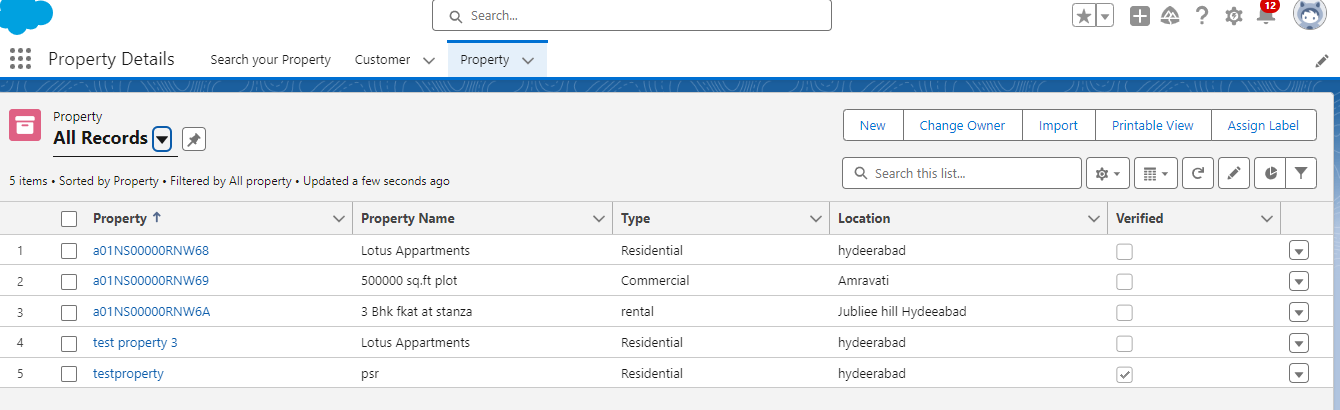 Search...
12
Property Details Search your Property Customer Property
Property
All Records
New Change Owner Import Printable View Assign Label
5 items • Sorted by Property • Filtered by All property • Updated a few seconds ago
Search this list...
Property ↑ Property Name Type Location Verified
1 a01NS00000RNW68 Lotus Appartments Residential hydeerabad
2 a01NS00000RNW69 500000 sq.ft plot Commercial Amravati
3 a01NS00000RNW6A 3 Bhk fkat at stanza rental Jubliee hill Hydeeabad
4 test property 3 Lotus Appartments Residential hydeerabad
5 testproperty psr Residential hydeerabad